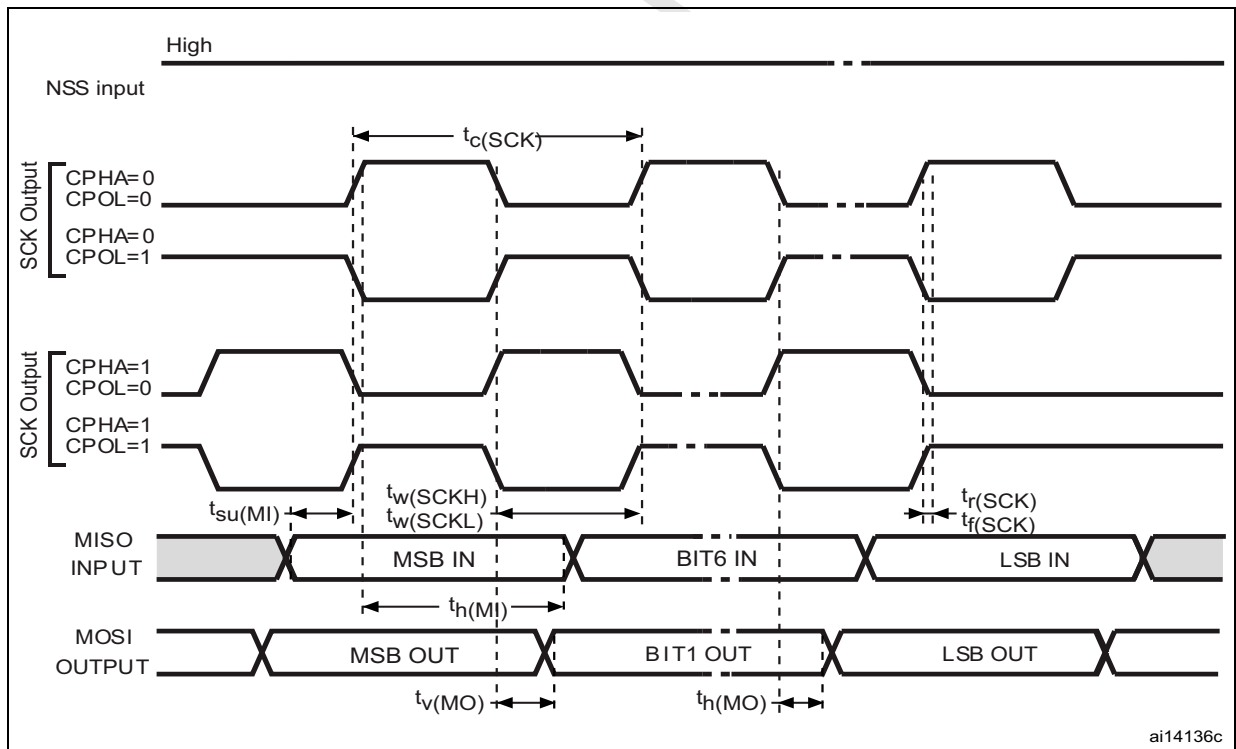 High
NSS input
tc(SCK)
SCK Output
CPHA=0
CPOL=0
CPHA=0
CPOL=1
SCK Output
CPHA=1
CPOL=0
CPHA=1
CPOL=1
tw(SCKH)
tw(SCKL)
tsu(MI)
tr(SCK)
tf(SCK)
MISO
INPUT
MSB IN
BIT6 IN
LSB IN
th(MI)
MOSI
OUTPUT
MSB OUT
BIT1 OUT
LSB OUT
tv(MO)
th(MO)
ai14136c